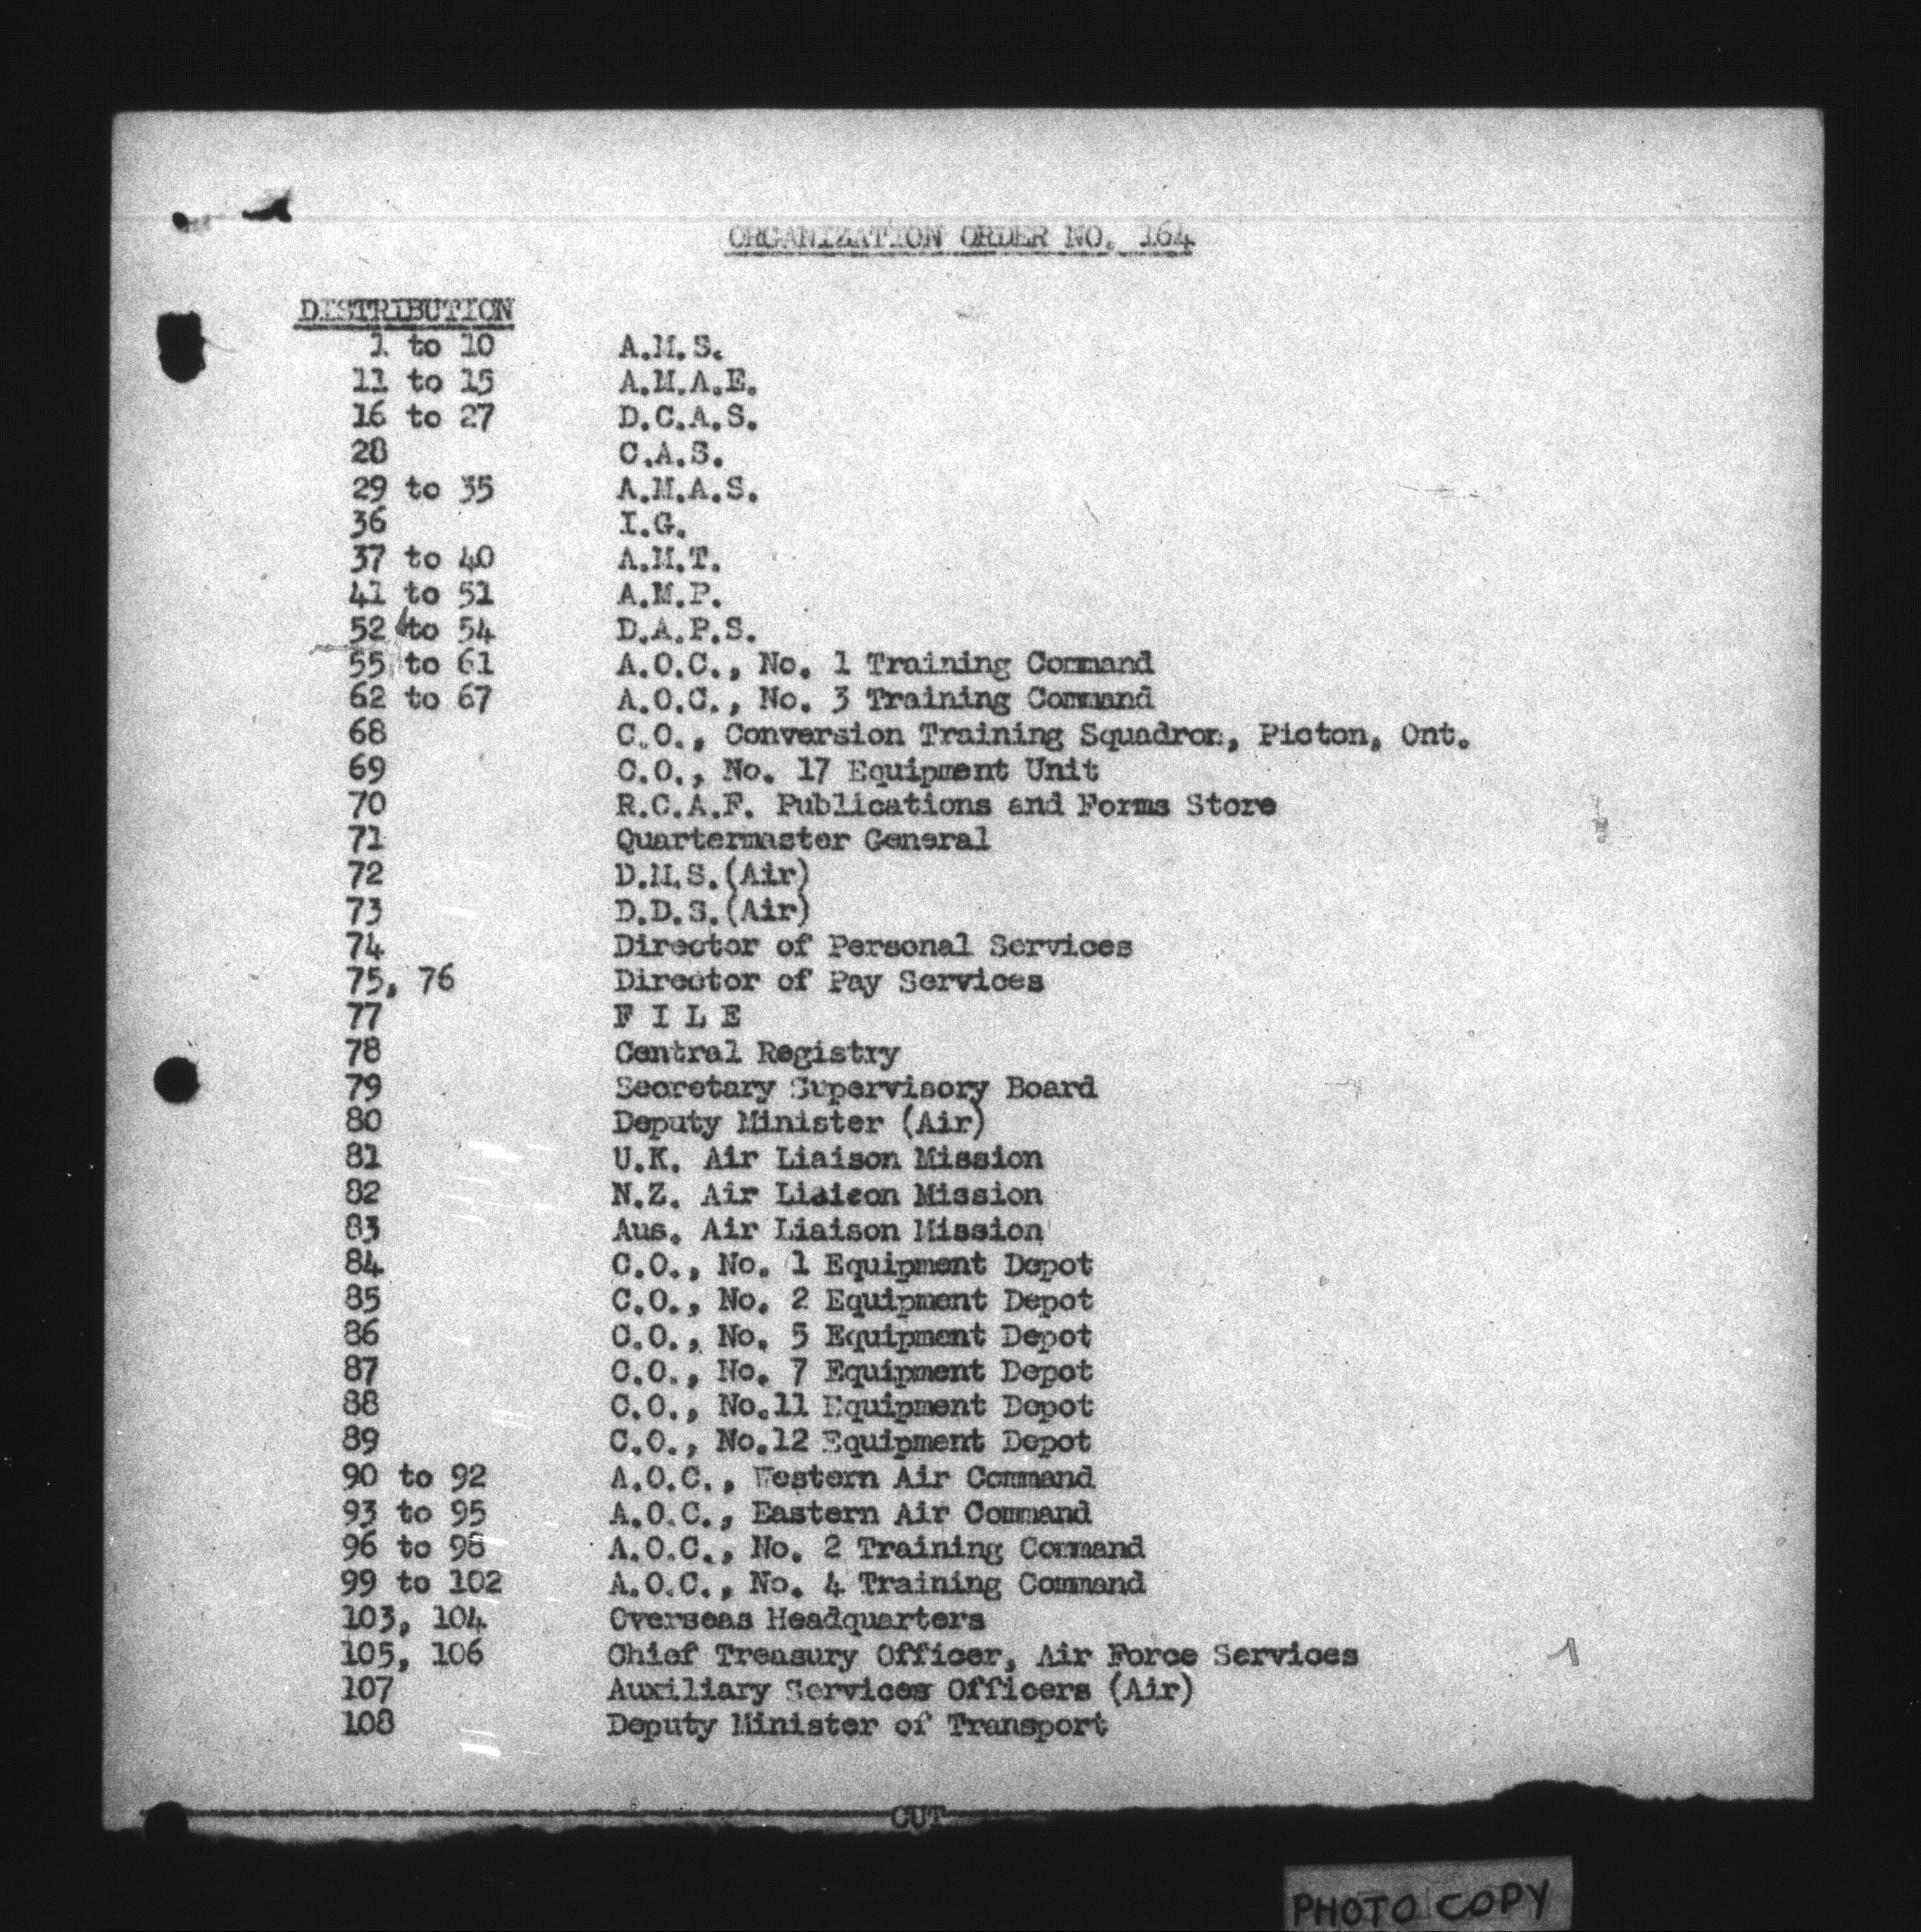 ORGANIZATION ORDER NO. 164
DISTRIBUTION
1 to 10 A.M.S.
11 to 15 A.M.A.E.
16 to 27 D.C.A.S.
28 C.A.S.
29 to 35 A.M.A.S.
36 I.G.
37 to 40 A.M.T.
41 to 51 A.M.P.
52 to 54 D.A.P.S.
55 to 61 A.O.C., No. 1 Training Command
62 to 67 A.O.C., No. 3 Training Command
68 C.O., Conversion Training Squadron, Picton, Ont.
69 C.O., No. 17 Equipment Unit
70 R.C.A.F. Publications and Forms Store
71 Quartermaster General
72 D.M.S.(Air)
73 D.D.S.(Air)
74 Director of Personal Services
75, 76 Director of Pay Services
77 F I L E
78 Central Registry
79 Secretary Supervisory Board
80 Deputy Minister (Air)
81 U.K. Air Liaison Mission
82 N.Z. Air Liaison Mission
83 Aus. Air Liaison Mission
84 C.O., No. 1 Equipment Depot
85 C.O., No. 2 Equipment Depot
86 C.O., No. 5 Equipment Depot
87 C.O., No. 7 Equipment Depot
88 C.O., No.11 Equipment Depot
89 C.O., No.12 Equipment Depot
90 to 92 A.O.C., Western Air Command
93 to 95 A.O.C., Eastern Air Command
96 to 98 A.O.C., No. 2 Training Command
99 to 102 A.O.C., No. 4 Training Command
103, 104 Overseas Headquarters
105, 106 Chief Treasury Officer, Air Force Services 1
107 Auxiliary Services Officers (Air)
108 Deputy Minister of Transport
CUT
PHOTO COPY